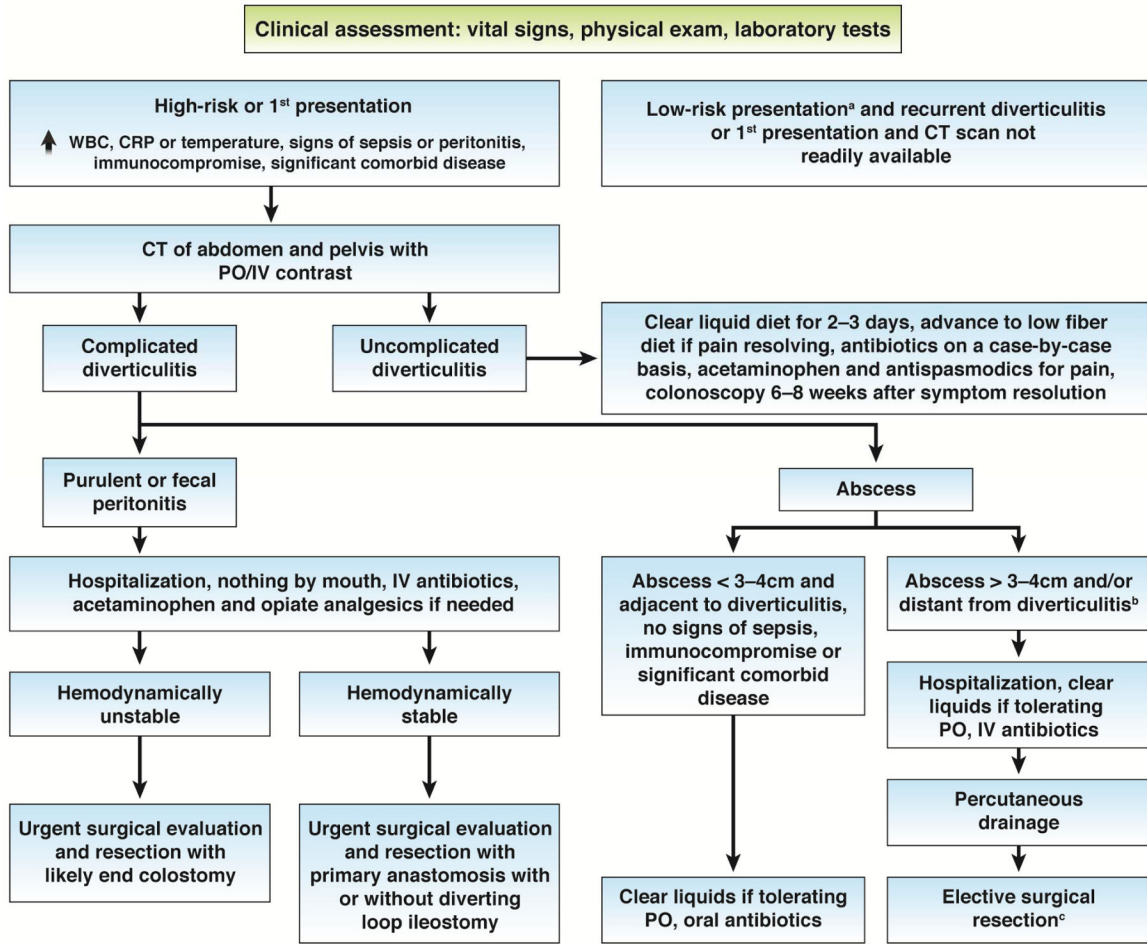 Clinical assessment: vital signs, physical exam, laboratory tests
High-risk or 1st presentation
WBC, CRP or temperature, signs of sepsis or peritonitis,
immunocompromise, significant comorbid disease
Low-risk presentationa and recurrent diverticulitis
or 1st presentation and CT scan not
readily available
CT of abdomen and pelvis with
PO/IV contrast
Complicated
diverticulitis
Uncomplicated
diverticulitis
Clear liquid diet for 2–3 days, advance to low fiber
diet if pain resolving, antibiotics on a case-by-case
basis, acetaminophen and antispasmodics for pain,
colonoscopy 6–8 weeks after symptom resolution
Purulent or fecal
peritonitis
Abscess
Hospitalization, nothing by mouth, IV antibiotics,
acetaminophen and opiate analgesics if needed
Abscess < 3–4cm and
adjacent to diverticulitis,
no signs of sepsis,
immunocompromise or
significant comorbid
disease
Abscess > 3–4cm and/or
distant from diverticulitisb
Hemodynamically
unstable
Hemodynamically
stable
Hospitalization, clear
liquids if tolerating
PO, IV antibiotics
Percutaneous
drainage
Urgent surgical evaluation
and resection with
likely end colostomy
Urgent surgical evaluation
and resection with
primary anastomosis with
or without diverting
loop ileostomy
Clear liquids if tolerating
PO, oral antibiotics
Elective surgical
resectionc